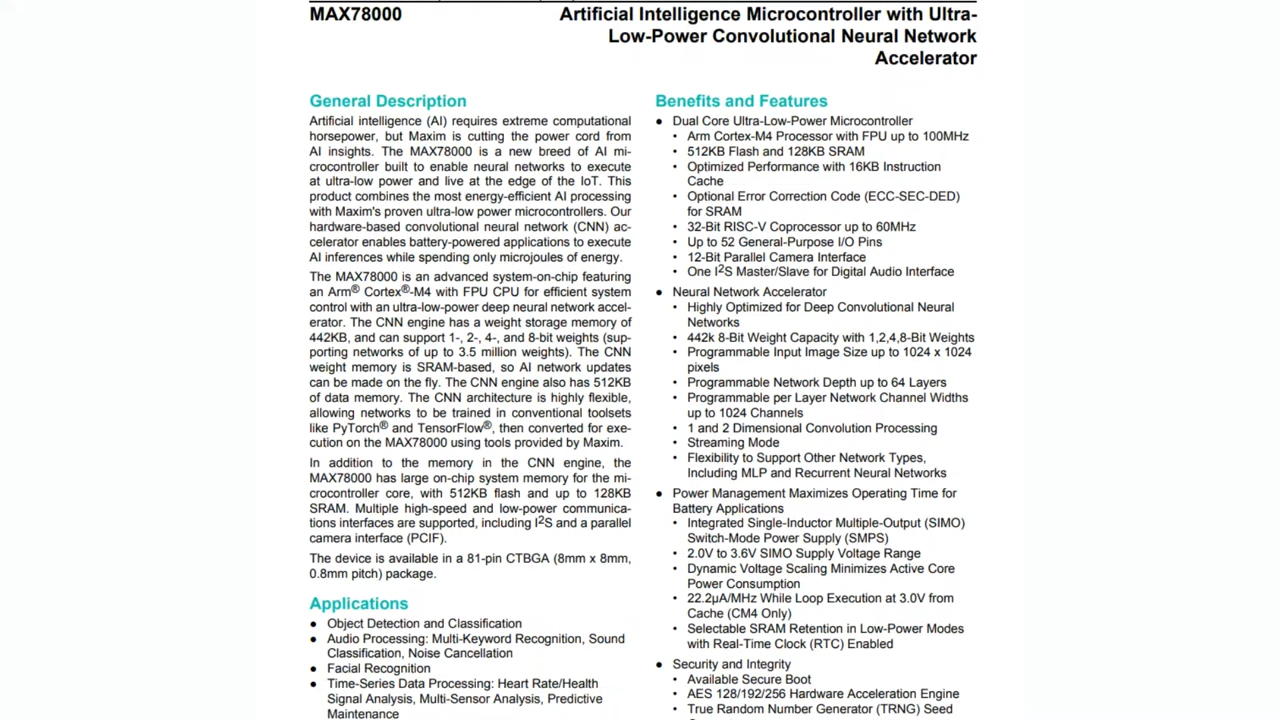 MAX78000
Artificial Intelligence Microcontroller with Ultra-
Low-Power Convolutional Neural Network
Accelerator
General Description
Artificial intelligence (AI) requires extreme computational
horsepower, but Maxim is cutting the power cord from
AI insights. The MAX78000 is a new breed of AI mi-
crocontroller built to enable neural networks to execute
at ultra-low power and live at the edge of the IoT. This
product combines the most energy-efficient AI processing
with Maxim's proven ultra-low power microcontrollers. Our
hardware-based convolutional neural network (CNN) ac-
celerator enables battery-powered applications to execute
AI inferences while spending only microjoules of energy.
The MAX78000 is an advanced system-on-chip featuring
an Arm® Cortex®-M4 with FPU CPU for efficient system
control with an ultra-low-power deep neural network accel-
erator. The CNN engine has a weight storage memory of
442KB, and can support 1-, 2-, 4-, and 8-bit weights (sup-
porting networks of up to 3.5 million weights). The CNN
weight memory is SRAM-based, so AI network updates
can be made on the fly. The CNN engine also has 512KB
of data memory. The CNN architecture is highly flexible,
allowing networks to be trained in conventional toolsets
like PyTorch® and TensorFlow®, then converted for exe-
cution on the MAX78000 using tools provided by Maxim.
In addition to the memory in the CNN engine, the
MAX78000 has large on-chip system memory for the mi-
crocontroller core, with 512KB flash and up to 128KB
SRAM. Multiple high-speed and low-power communica-
tions interfaces are supported, including I2S and a parallel
camera interface (PCIF).
The device is available in a 81-pin CTBGA (8mm x 8mm,
0.8mm pitch) package.
Applications
● Object Detection and Classification
● Audio Processing: Multi-Keyword Recognition, Sound
Classification, Noise Cancellation
● Facial Recognition
● Time-Series Data Processing: Heart Rate/Health
Signal Analysis, Multi-Sensor Analysis, Predictive
Maintenance
Benefits and Features
● Dual Core Ultra-Low-Power Microcontroller
• Arm Cortex-M4 Processor with FPU up to 100MHz
• 512KB Flash and 128KB SRAM
• Optimized Performance with 16KB Instruction
Cache
• Optional Error Correction Code (ECC-SEC-DED)
for SRAM
• 32-Bit RISC-V Coprocessor up to 60MHz
• Up to 52 General-Purpose I/O Pins
• 12-Bit Parallel Camera Interface
• One I2S Master/Slave for Digital Audio Interface
● Neural Network Accelerator
• Highly Optimized for Deep Convolutional Neural
Networks
• 442k 8-Bit Weight Capacity with 1,2,4,8-Bit Weights
• Programmable Input Image Size up to 1024 x 1024
pixels
• Programmable Network Depth up to 64 Layers
• Programmable per Layer Network Channel Widths
up to 1024 Channels
• 1 and 2 Dimensional Convolution Processing
• Streaming Mode
• Flexibility to Support Other Network Types,
Including MLP and Recurrent Neural Networks
● Power Management Maximizes Operating Time for
Battery Applications
• Integrated Single-Inductor Multiple-Output (SIMO)
Switch-Mode Power Supply (SMPS)
• 2.0V to 3.6V SIMO Supply Voltage Range
• Dynamic Voltage Scaling Minimizes Active Core
Power Consumption
• 22.2μA/MHz While Loop Execution at 3.0V from
Cache (CM4 Only)
• Selectable SRAM Retention in Low-Power Modes
with Real-Time Clock (RTC) Enabled
● Security and Integrity
• Available Secure Boot
• AES 128/192/256 Hardware Acceleration Engine
• True Random Number Generator (TRNG) Seed